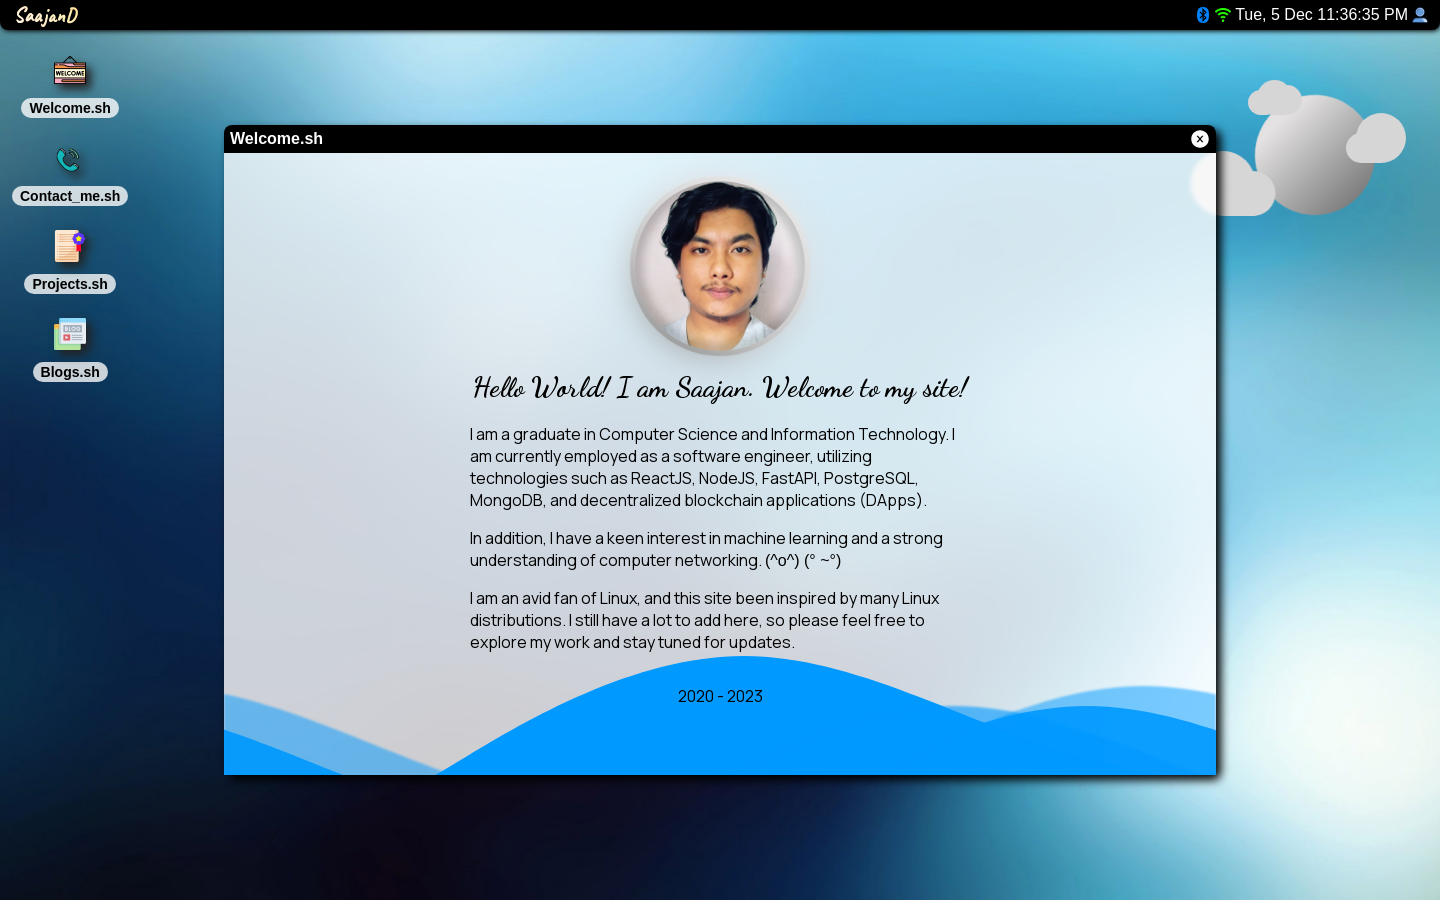 SaajanD
Tue, 5 Dec 11:36:35 PM
WELCOME
Welcome.sh
Contact_me.sh
Projects.sh
BLOG
Blogs.sh
Welcome.sh
Hello World! I am Saajan. Welcome to my site!
I am a graduate in Computer Science and Information Technology. I
am currently employed as a software engineer, utilizing
technologies such as ReactJS, NodeJS, FastAPI, PostgreSQL,
MongoDB, and decentralized blockchain applications (DApps).
In addition, I have a keen interest in machine learning and a strong
understanding of computer networking. (^o^) (° ~°)
I am an avid fan of Linux, and this site been inspired by many Linux
distributions. I still have a lot to add here, so please feel free to
explore my work and stay tuned for updates.
2020 - 2023